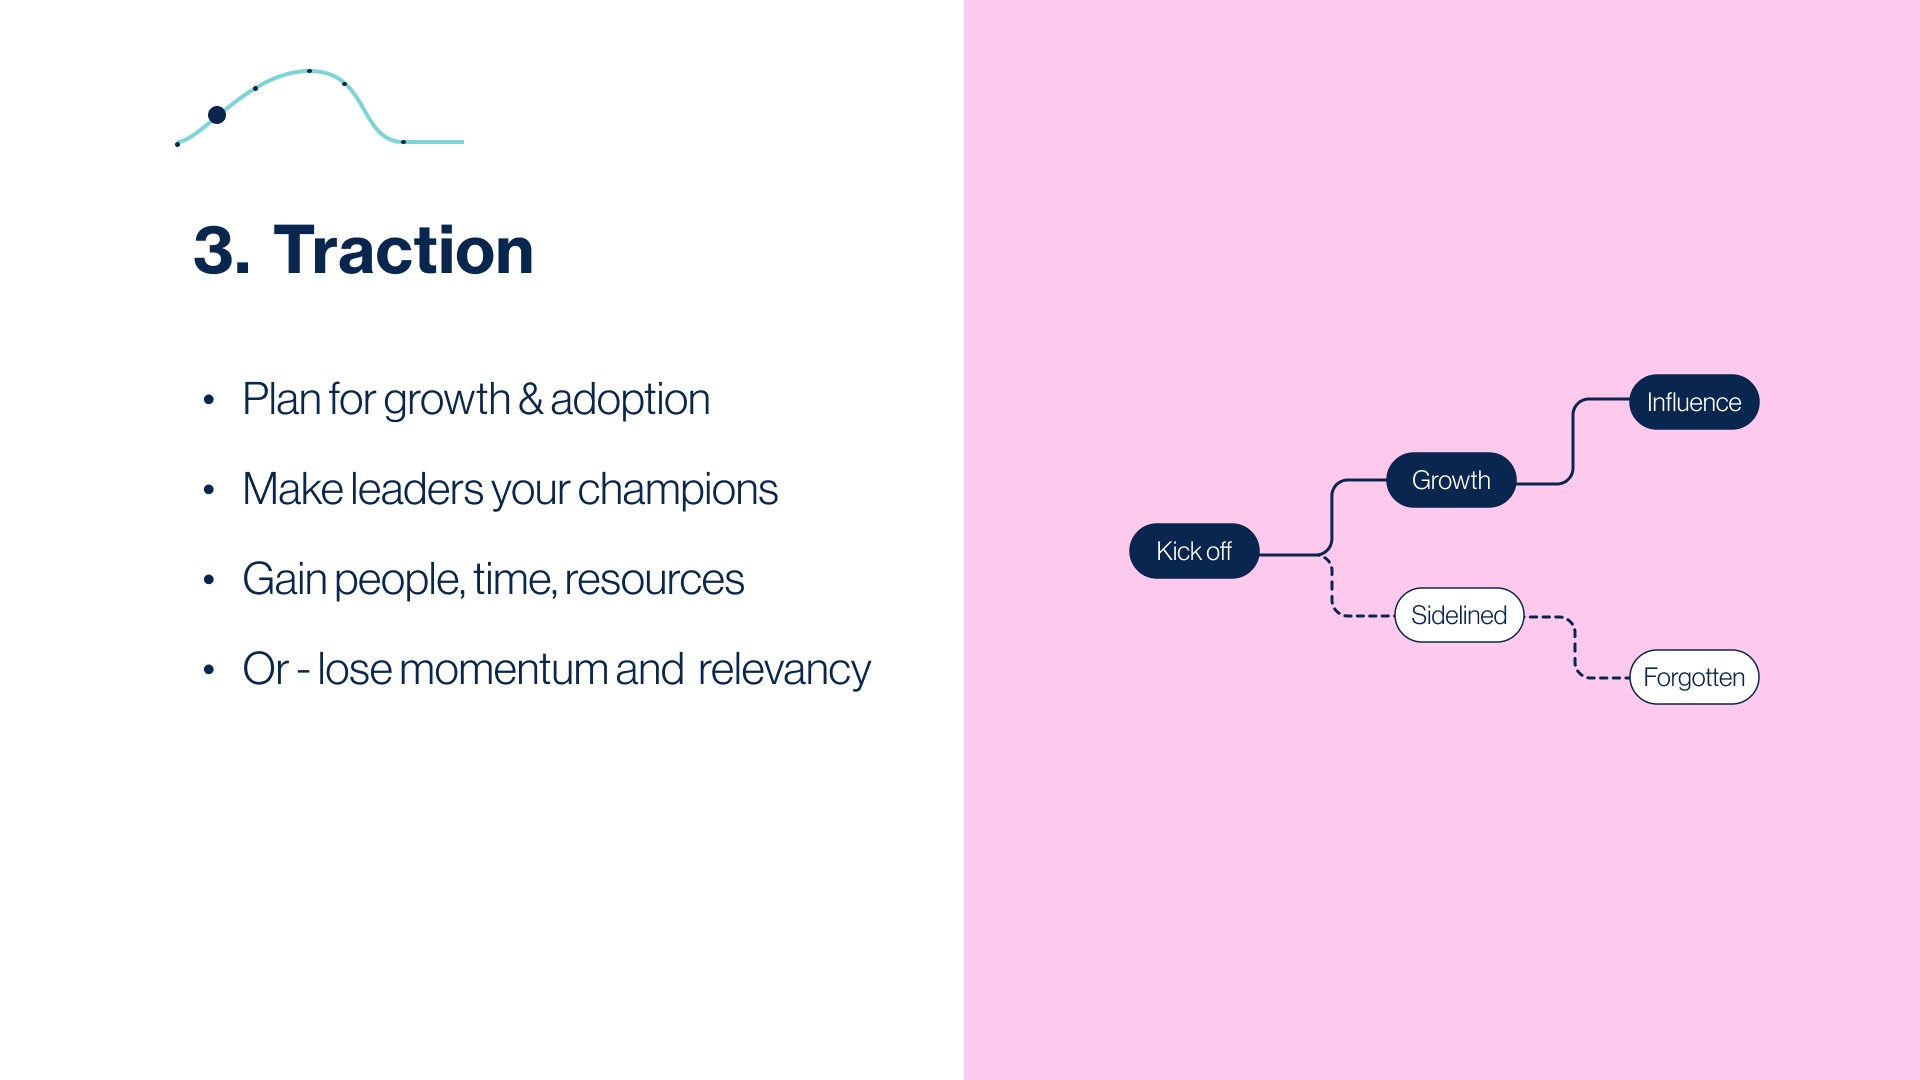 3. Traction
• Plan for growth & adoption
• Make leaders your champions
• Gain people, time, resources
• Or - lose momentum and  relevancy
Influence
Growth
Kick off
Sidelined
Forgotten